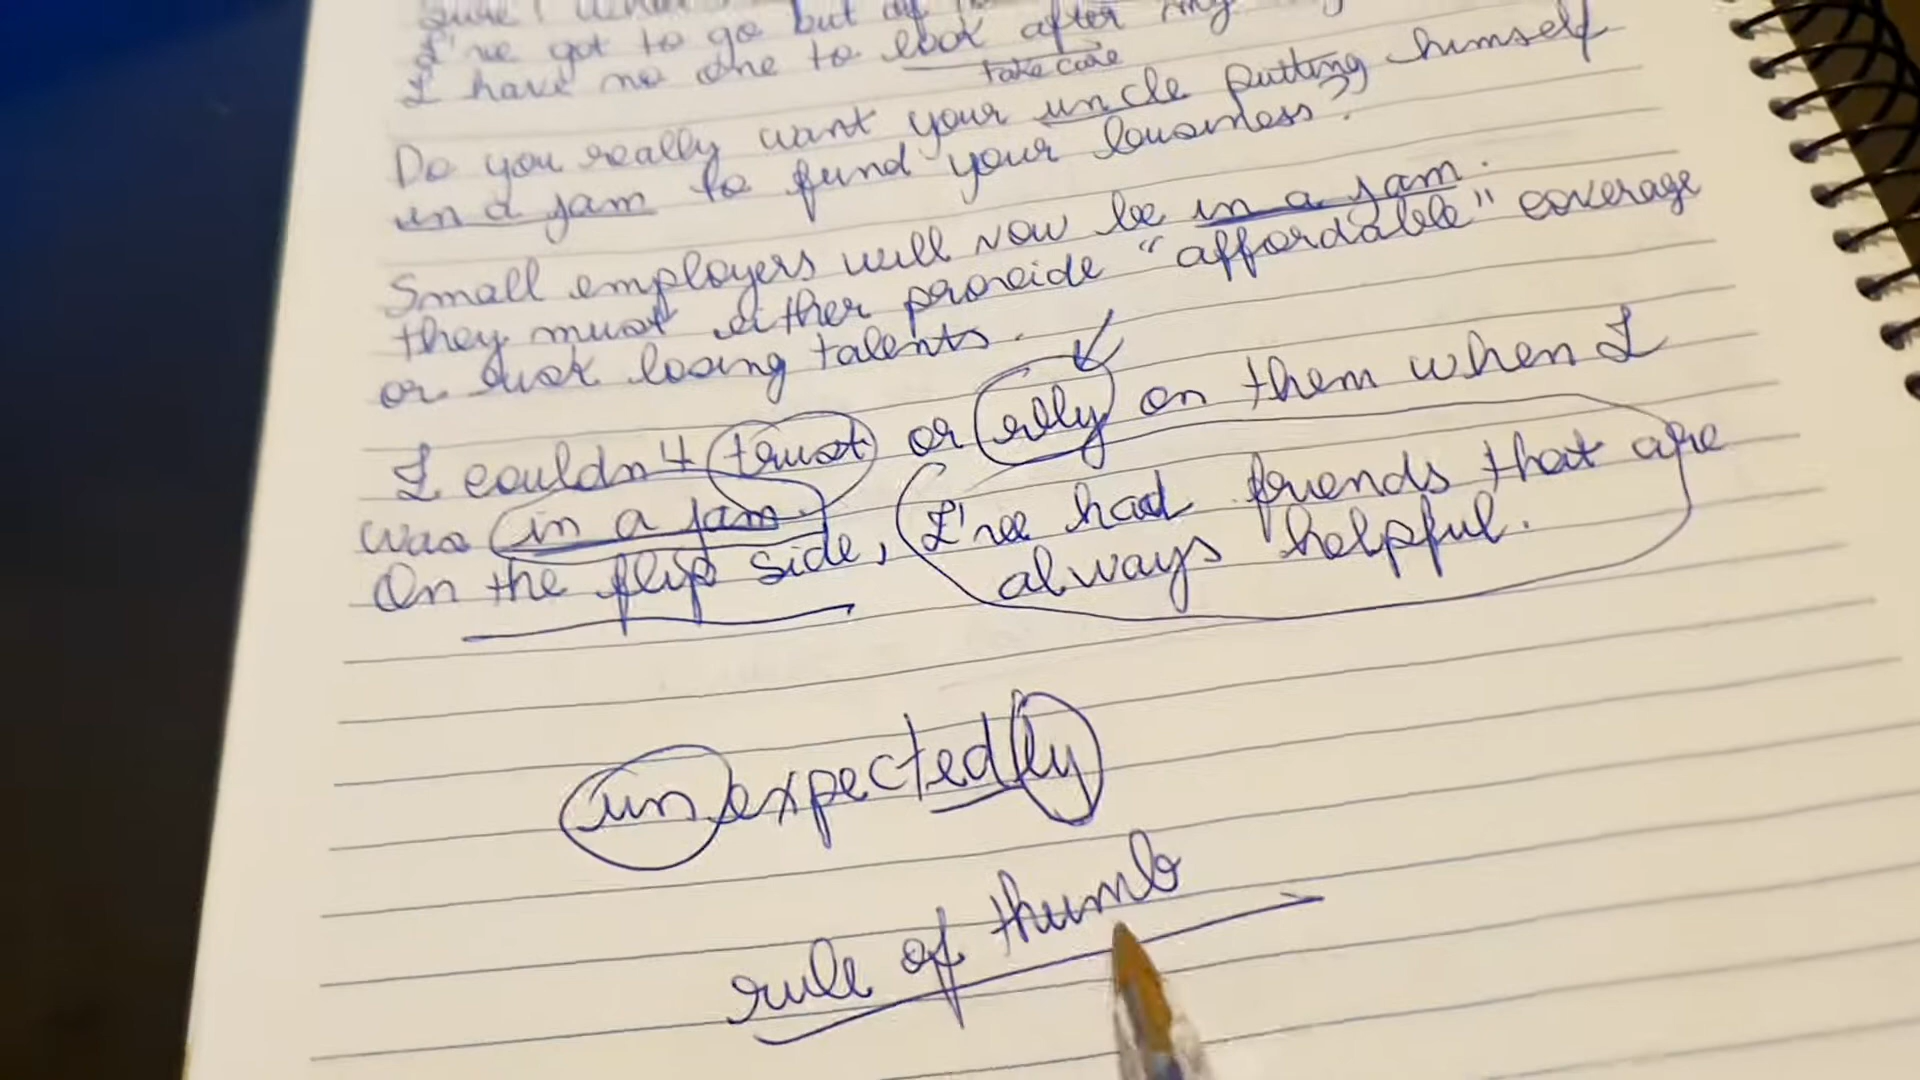 I've got to go but
I have no one to look after my
take care
Do you really want your uncle putting himself
in a jam to fund your lousiness?
Small employers will now be in a jam.
they must either provide "affordable" coverage
or risk losing talents.
I couldn't trust or rely on them when I
was in a jam.
On the flip side, I've had friends that are
always helpful.
unexpectedly
rule of thumb